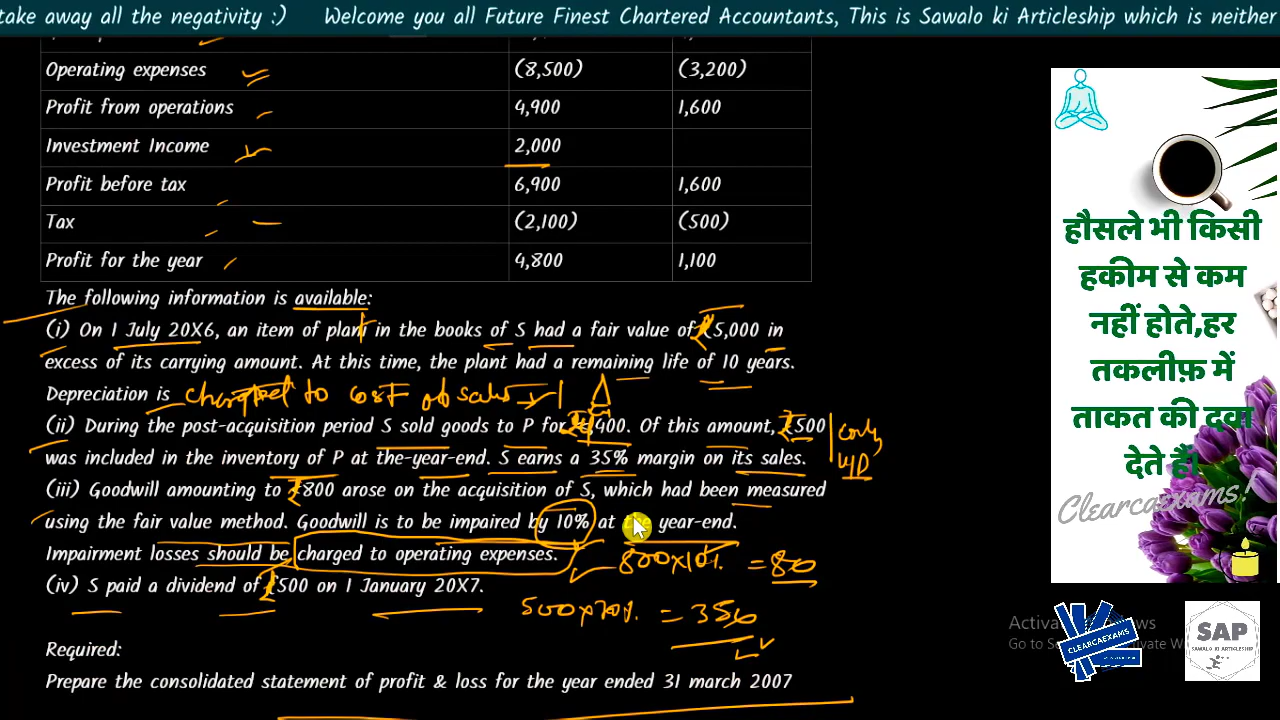 take away all the negativity :) Welcome you all Future Finest Chartered Accountants, This is Sawalo ki Articleship which is neither
Operating expenses (8,500) (3,200)
Profit from operations 4,900 1,600
Investment Income 2,000
Profit before tax 6,900 1,600
Tax (2,100) (500)
Profit for the year 4,800 1,100
The following information is available:
(i) On 1 July 20X6, an item of plant in the books of S had a fair value of ₹5,000 in
excess of its carrying amount. At this time, the plant had a remaining life of 10 years.
Depreciation is charged to cost of sales
(ii) During the post-acquisition period S sold goods to P for ₹4,400. Of this amount, ₹500
was included in the inventory of P at the year-end. S earns a 35% margin on its sales.
(iii) Goodwill amounting to ₹800 arose on the acquisition of S, which had been measured
using the fair value method. Goodwill is to be impaired by 10% at the year-end.
Impairment losses should be charged to operating expenses.
800x10% = 80
(iv) S paid a dividend of ₹500 on 1 January 20X7.
500x70% = 350
Required:
Prepare the consolidated statement of profit & loss for the year ended 31 march 2007
हौसले भी किसी
हकीम से कम
नहीं होते,हर
तकलीफ़ में
ताकत की दवा
देते हैं।
Clearcaexams!
Go to
CLEARCAEXAMS
SAP
SAWALO KI ARTICLESHIP